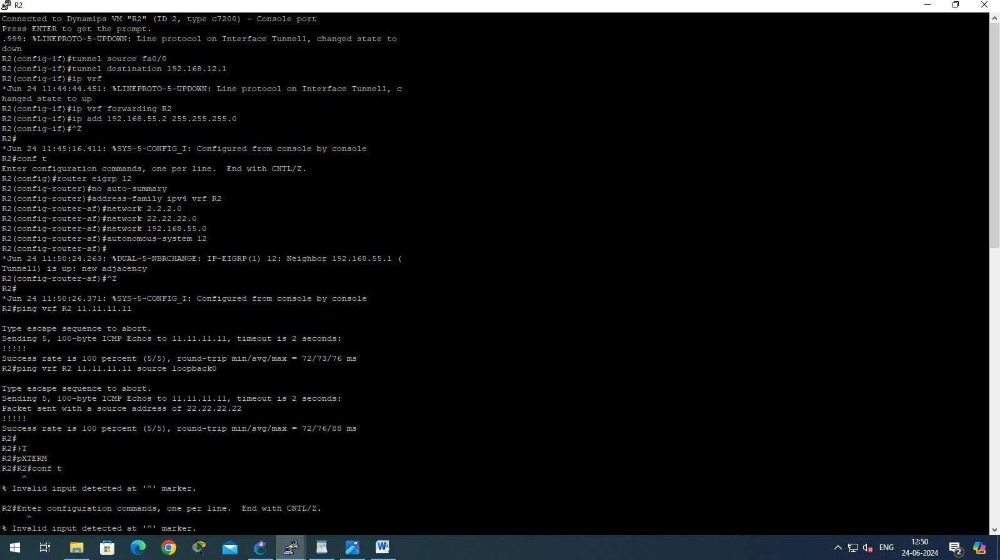 R2
Connected to Dynamips VM "R2" (ID 2, type c7200) - Console port
Press ENTER to get the prompt.
.999: %LINEPROTO-5-UPDOWN: Line protocol on Interface Tunnel1, changed state to
down
R2(config-if)#tunnel source fa0/0
R2(config-if)#tunnel destination 192.168.12.1
R2(config-if)#ip vrf
*Jun 24 11:44:44.451: %LINEPROTO-5-UPDOWN: Line protocol on Interface Tunnel1, c
hanged state to up
R2(config-if)#ip vrf forwarding R2
R2(config-if)#ip add 192.168.55.2 255.255.255.0
R2(config-if)#^Z
R2#
*Jun 24 11:45:16.411: %SYS-5-CONFIG_I: Configured from console by console
R2#conf t
Enter configuration commands, one per line.  End with CNTL/Z.
R2(config)#router eigrp 12
R2(config-router)#no auto-summary
R2(config-router)#address-family ipv4 vrf R2
R2(config-router-af)#network 2.2.2.0
R2(config-router-af)#network 22.22.22.0
R2(config-router-af)#network 192.168.55.0
R2(config-router-af)#autonomous-system 12
R2(config-router-af)#
*Jun 24 11:50:24.263: %DUAL-5-NBRCHANGE: IP-EIGRP(1) 12: Neighbor 192.168.55.1 (
Tunnel1) is up: new adjacency
R2(config-router-af)#^Z
R2#
*Jun 24 11:50:26.371: %SYS-5-CONFIG_I: Configured from console by console
R2#ping vrf R2 11.11.11.11
Type escape sequence to abort.
Sending 5, 100-byte ICMP Echos to 11.11.11.11, timeout is 2 seconds:
!!!!!
Success rate is 100 percent (5/5), round-trip min/avg/max = 72/73/76 ms
R2#ping vrf R2 11.11.11.11 source loopback0
Type escape sequence to abort.
Sending 5, 100-byte ICMP Echos to 11.11.11.11, timeout is 2 seconds:
Packet sent with a source address of 22.22.22.22
!!!!!
Success rate is 100 percent (5/5), round-trip min/avg/max = 72/76/88 ms
R2#
R2#}T
R2#pXTERM
R2#R2#conf t
^
% Invalid input detected at '^' marker.
R2#Enter configuration commands, one per line.  End with CNTL/Z.
^
% Invalid input detected at '^' marker.
ENG
12:50
24-06-2024
2
PRE